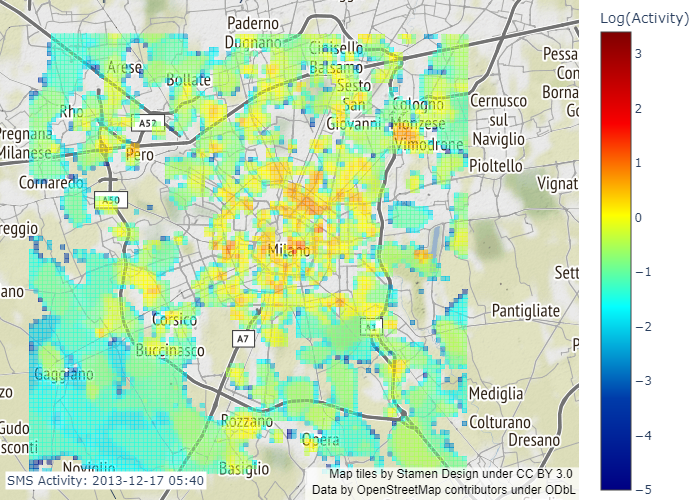 Log(Activity)
3
2
1
0
−1
−2
−3
−4
−5
Paderno
Dugnano
Cinisello
Balsamo
Arese
Bollate
Sesto
San
Giovanni
Rho
A52
Cologno
Monzese
Vimodrone
Cernusco
sul
Naviglio
Pessa
Con
Borna
Go
Pregnana
Milanese
Pero
Pioltello
Cornaredo
Vignat
A50
reggio
Milano
Sett
ano
Pantigliate
Corsico
A1
A7
Buccinasco
P
Gaggiano
zo
Mediglia
Gudo
sconti
Rozzano
Opera
Colturano
Dresano
Noviglio
Basiglio
SMS Activity: 2013-12-17 05:40
Map tiles by Stamen Design under CC BY 3.0
Data by OpenStreetMap contributors under ODbL